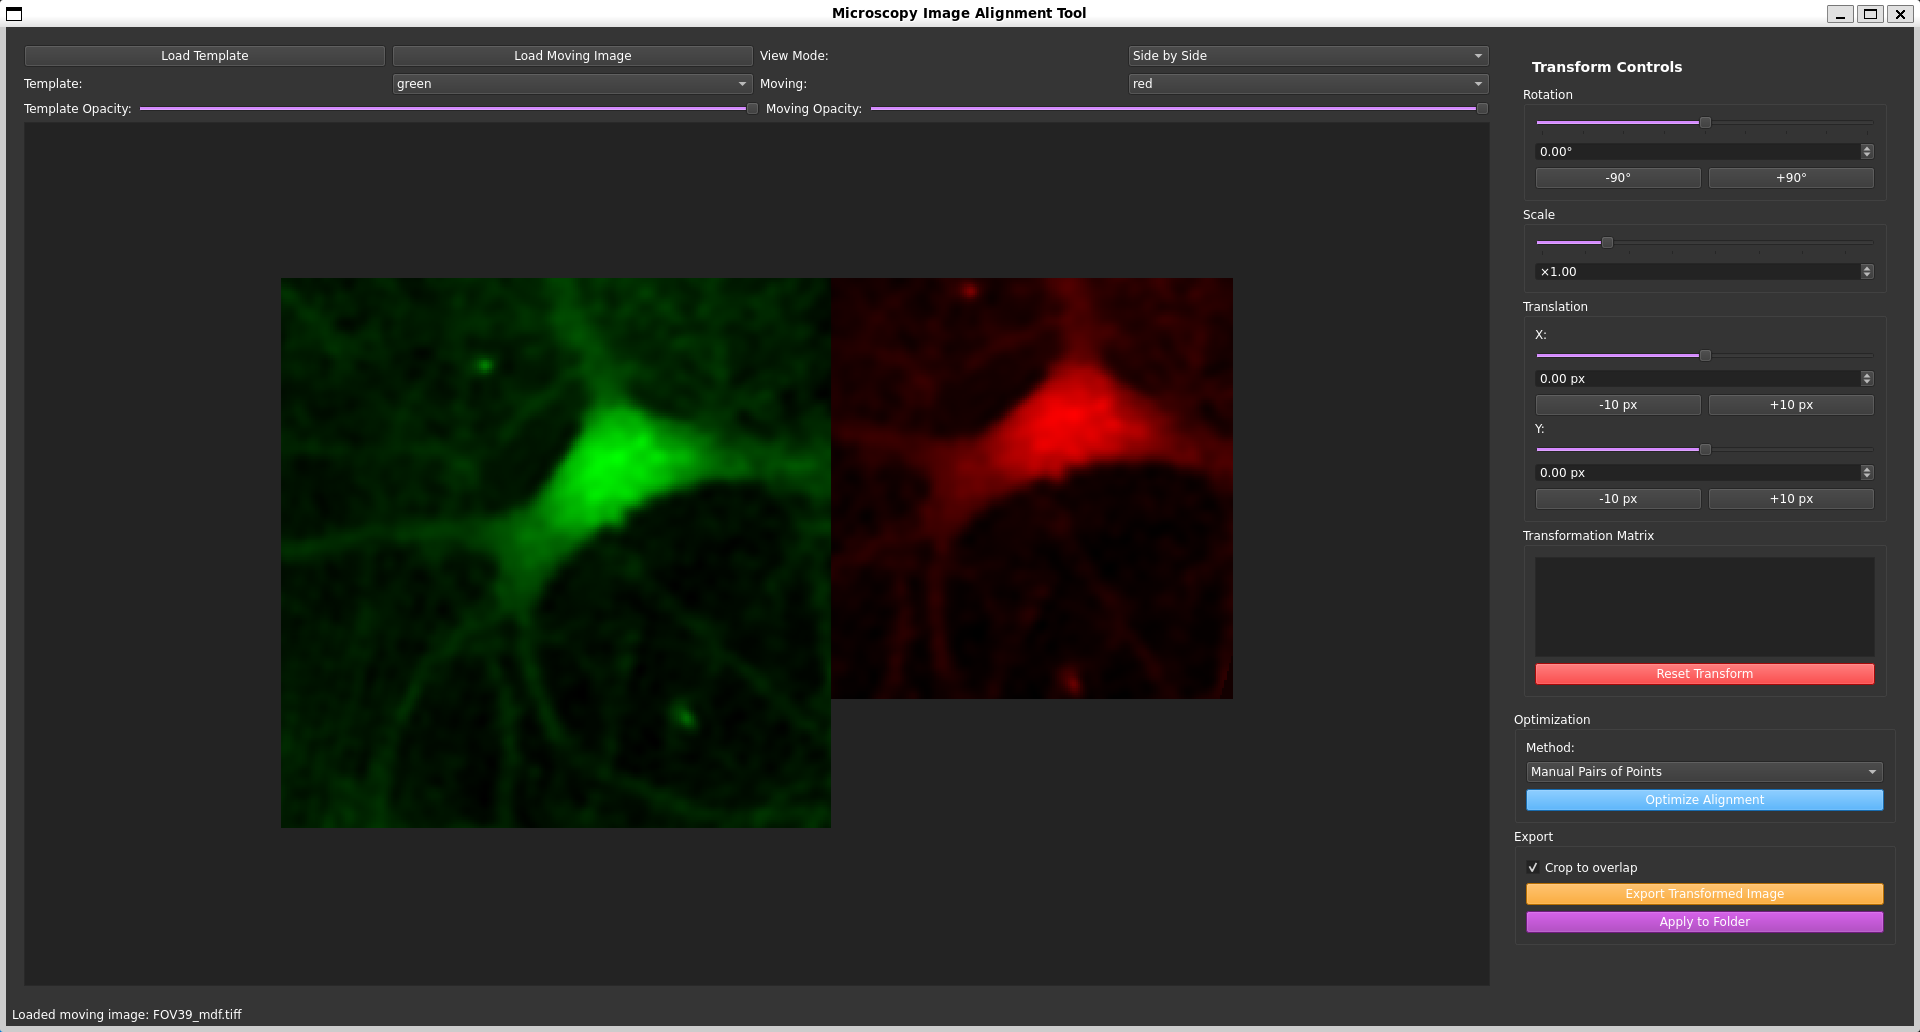 Microscopy Image Alignment Tool
Load Template
Load Moving Image
View Mode:
Side by Side
Template:
green
Moving:
red
Template Opacity:
Moving Opacity:
Transform Controls
Rotation
0.00°
-90°
+90°
Scale
×1.00
Translation
X:
0.00 px
-10 px
+10 px
Y:
0.00 px
-10 px
+10 px
Transformation Matrix
Reset Transform
Optimization
Method:
Manual Pairs of Points
Optimize Alignment
Export
Crop to overlap
Export Transformed Image
Apply to Folder
Loaded moving image: FOV39_mdf.tiff